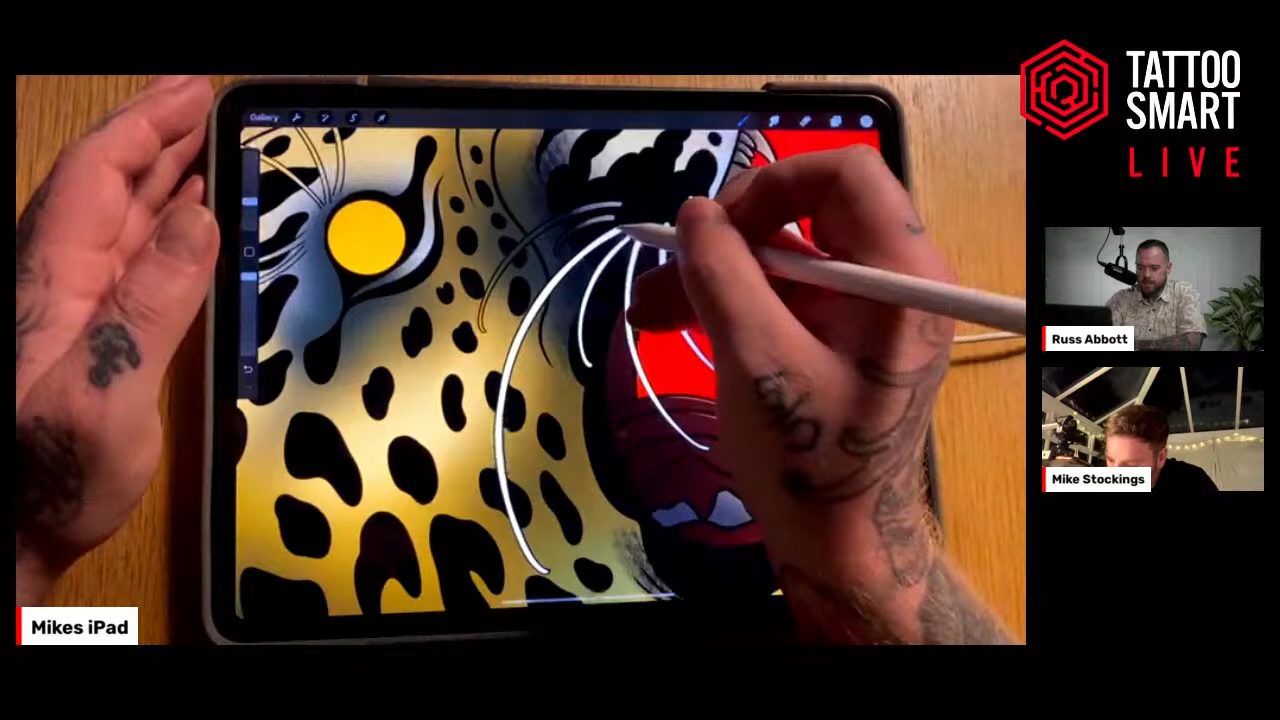 TATTOO
SMART
LIVE
Gallery
Russ Abbott
Mike Stockings
Mikes iPad